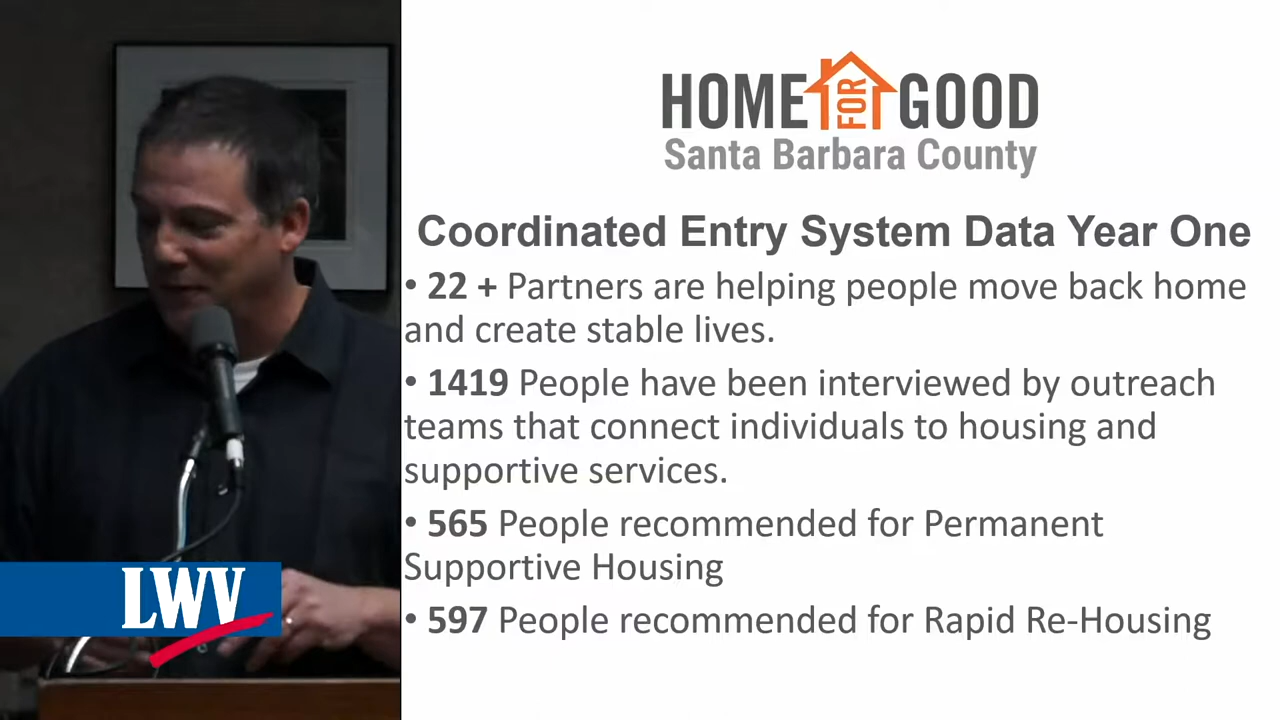 HOME FOR GOOD
Santa Barbara County
Coordinated Entry System Data Year One
• 22 + Partners are helping people move back home
and create stable lives.
• 1419 People have been interviewed by outreach
teams that connect individuals to housing and
supportive services.
• 565 People recommended for Permanent
Supportive Housing
• 597 People recommended for Rapid Re-Housing
LWV